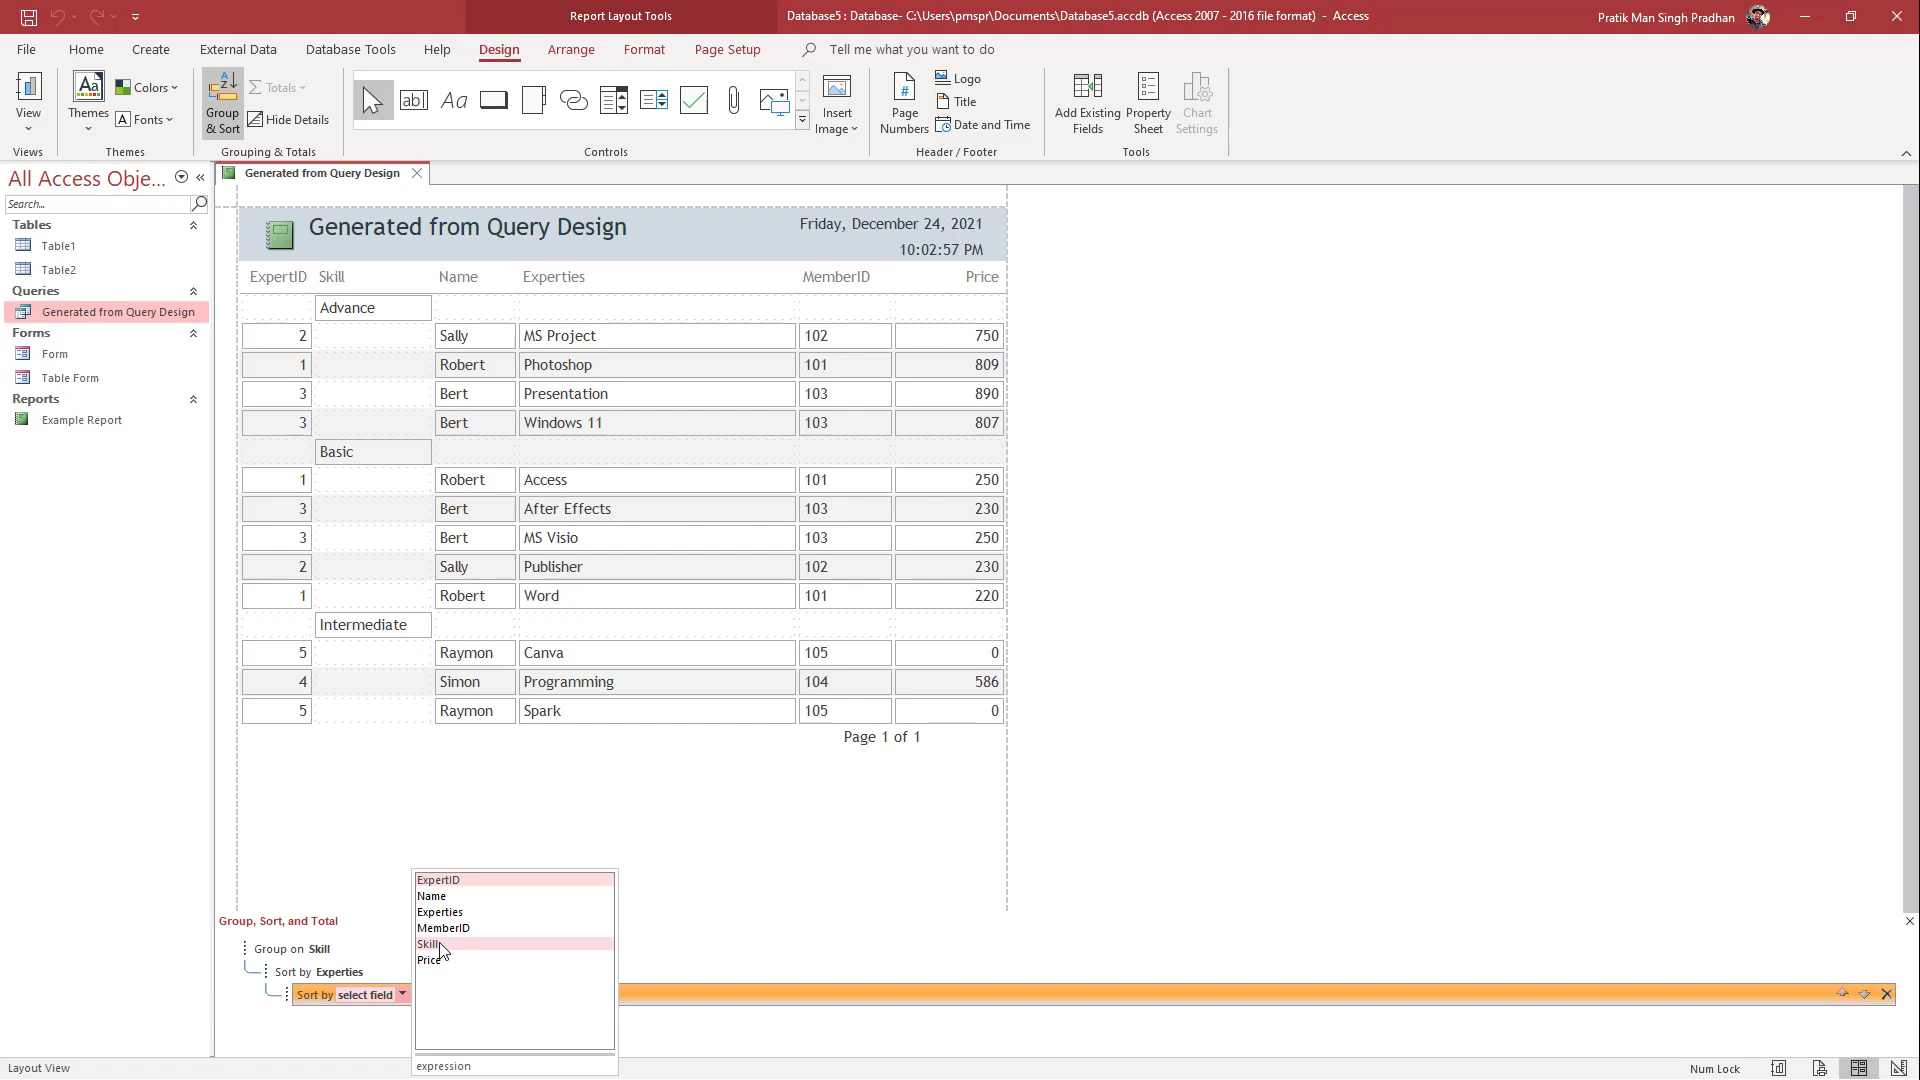 Report Layout Tools
Database5 : Database- C:\Users\pmspr\Documents\Database5.accdb (Access 2007 - 2016 file format) - Access
Pratik Man Singh Pradhan
File Home Create External Data Database Tools Help Design Arrange Format Page Setup Tell me what you want to do
View
Views
Aa
Themes
Colors
Fonts
Themes
Group & Sort
Totals
Hide Details
Grouping & Totals
ab
Aa
Controls
Insert Image
Page Numbers
Logo
Title
Date and Time
Header / Footer
Add Existing Fields
Property Sheet
Chart Settings
Tools
All Access Obje...
Search...
Tables
Table1
Table2
Queries
Generated from Query Design
Forms
Form
Table Form
Reports
Example Report
Generated from Query Design
Generated from Query Design
Friday, December 24, 2021
10:02:57 PM
ExpertID Skill Name Experties MemberID Price
Advance
2 Sally MS Project 102 750
1 Robert Photoshop 101 809
3 Bert Presentation 103 890
3 Bert Windows 11 103 807
Basic
1 Robert Access 101 250
3 Bert After Effects 103 230
3 Bert MS Visio 103 250
2 Sally Publisher 102 230
1 Robert Word 101 220
Intermediate
5 Raymon Canva 105 0
4 Simon Programming 104 586
5 Raymon Spark 105 0
Page 1 of 1
ExpertID
Name
Experties
MemberID
Skill
Price
expression
Group, Sort, and Total
Group on Skill
Sort by Experties
Sort by select field
Layout View
Num Lock